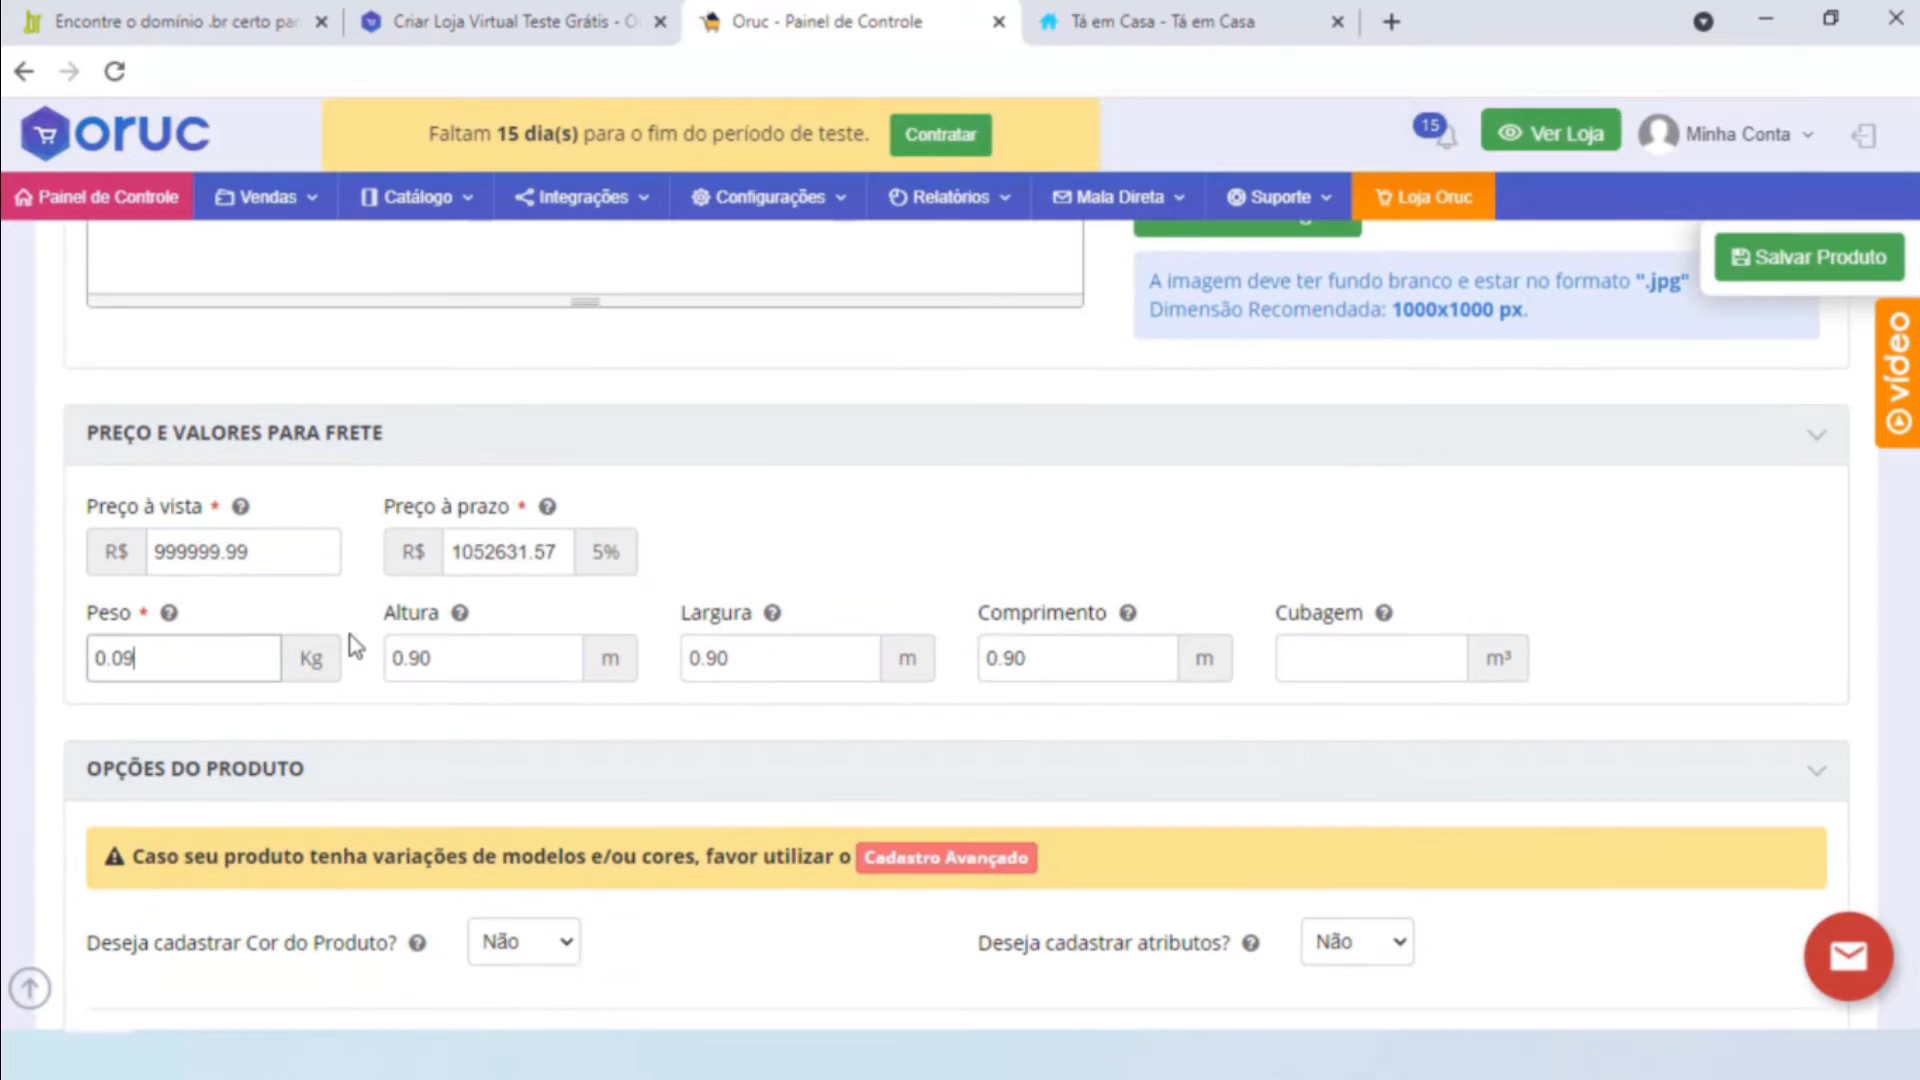 Encontre o domínio .br certo par
Criar Loja Virtual Teste Grátis - O
Oruc - Painel de Controle
Tá em Casa - Tá em Casa
oruc
Faltam 15 dia(s) para o fim do período de teste.
Contratar
15
Ver Loja
Minha Conta
Painel de Controle
Vendas
Catálogo
Integrações
Configurações
Relatórios
Mala Direta
Suporte
Loja Oruc
Salvar Produto
A imagem deve ter fundo branco e estar no formato ".jpg"
Dimensão Recomendada: 1000x1000 px.
vídeo
PREÇO E VALORES PARA FRETE
Preço à vista *
Preço à prazo *
R$ 999999.99
R$ 1052631.57 5%
Peso *
Altura
Largura
Comprimento
Cubagem
0.09 Kg
0.90 m
0.90 m
0.90 m
m³
OPÇÕES DO PRODUTO
Caso seu produto tenha variações de modelos e/ou cores, favor utilizar o Cadastro Avançado
Deseja cadastrar Cor do Produto? Não
Deseja cadastrar atributos? Não